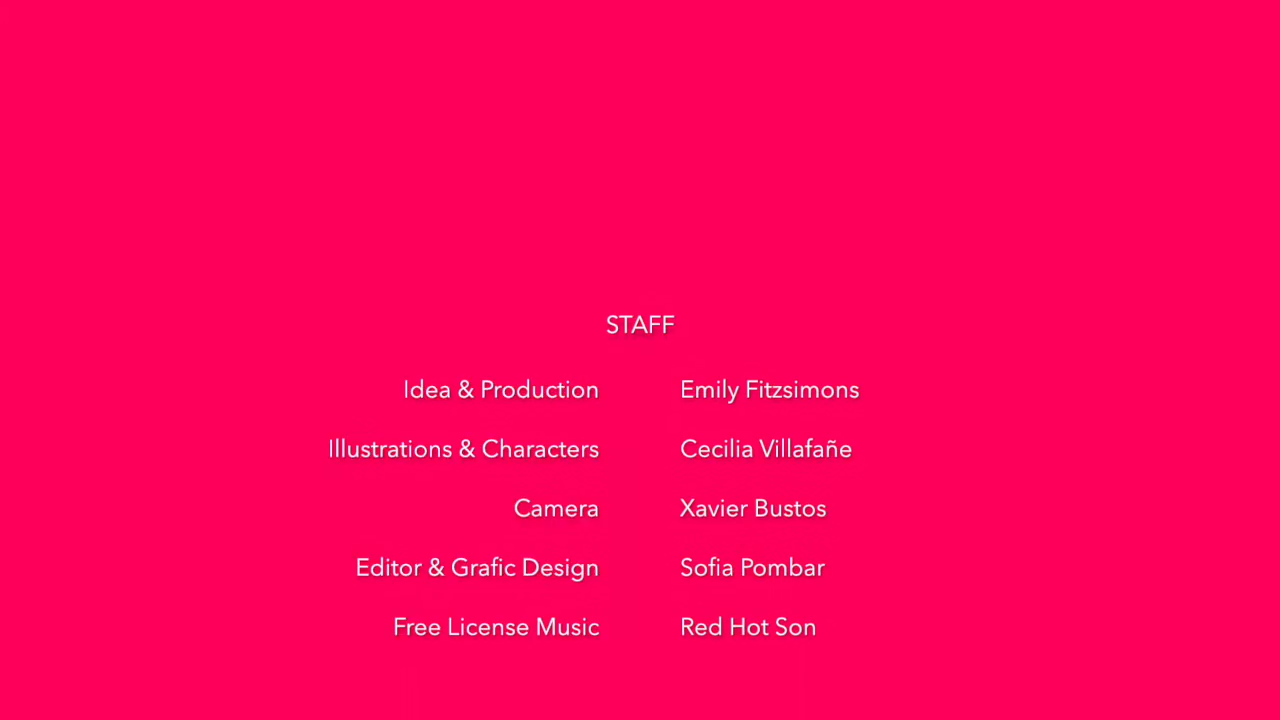 STAFF
Idea & Production Emily Fitzsimons
Illustrations & Characters Cecilia Villafañe
Camera Xavier Bustos
Editor & Grafic Design Sofia Pombar
Free License Music Red Hot Son